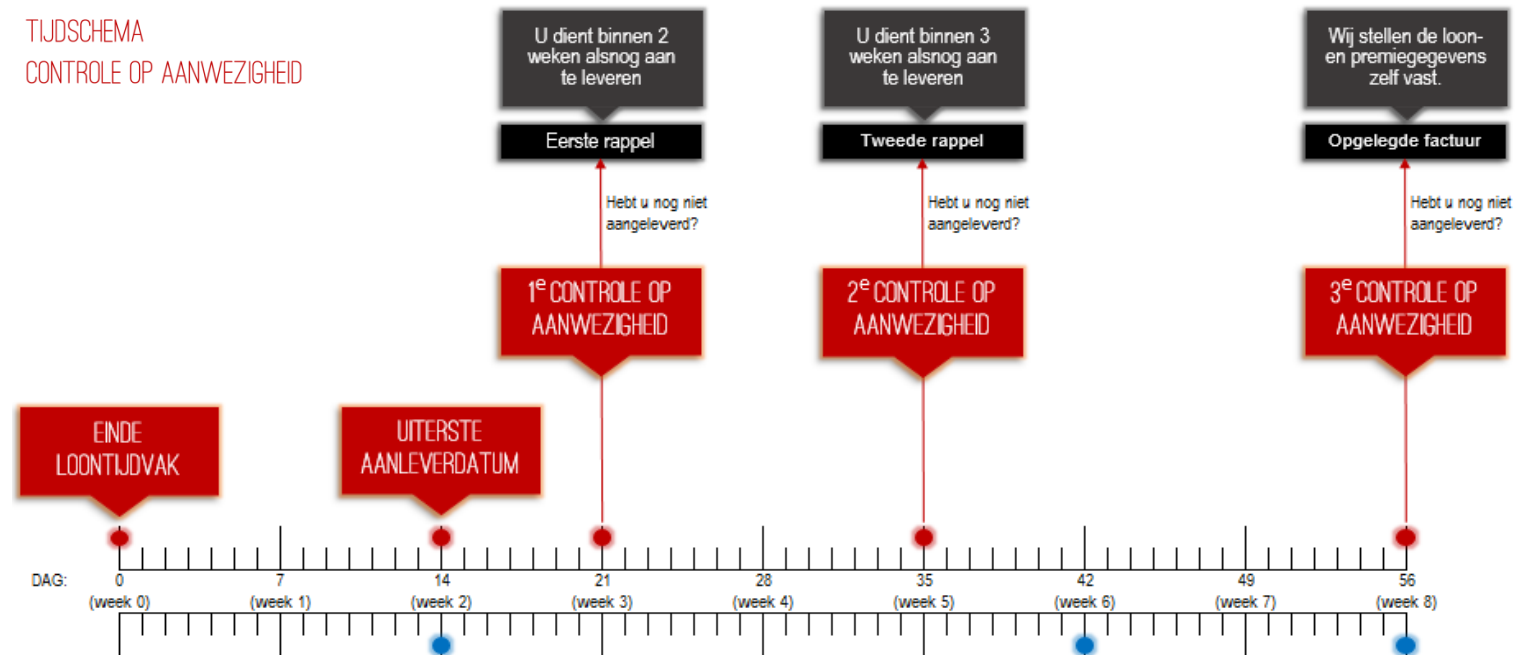 TIJDSCHEMA
CONTROLE OP AANWEZIGHEID
U dient binnen 2
weken alsnog aan
te leveren
Eerste rappel
Hebt u nog niet
aangeleverd?
1e CONTROLE OP
AANWEZIGHEID
U dient binnen 3
weken alsnog aan
te leveren
Tweede rappel
Hebt u nog niet
aangeleverd?
2e CONTROLE OP
AANWEZIGHEID
Wij stellen de loon-
en premiegegevens
zelf vast.
Opgelegde factuur
Hebt u nog niet
aangeleverd?
3e CONTROLE OP
AANWEZIGHEID
EINDE
LOONTIJDVAK
UITERSTE
AANLEVERDATUM
DAG: 0 7 14 21 28 35 42 49 56
(week 0) (week 1) (week 2) (week 3) (week 4) (week 5) (week 6) (week 7) (week 8)